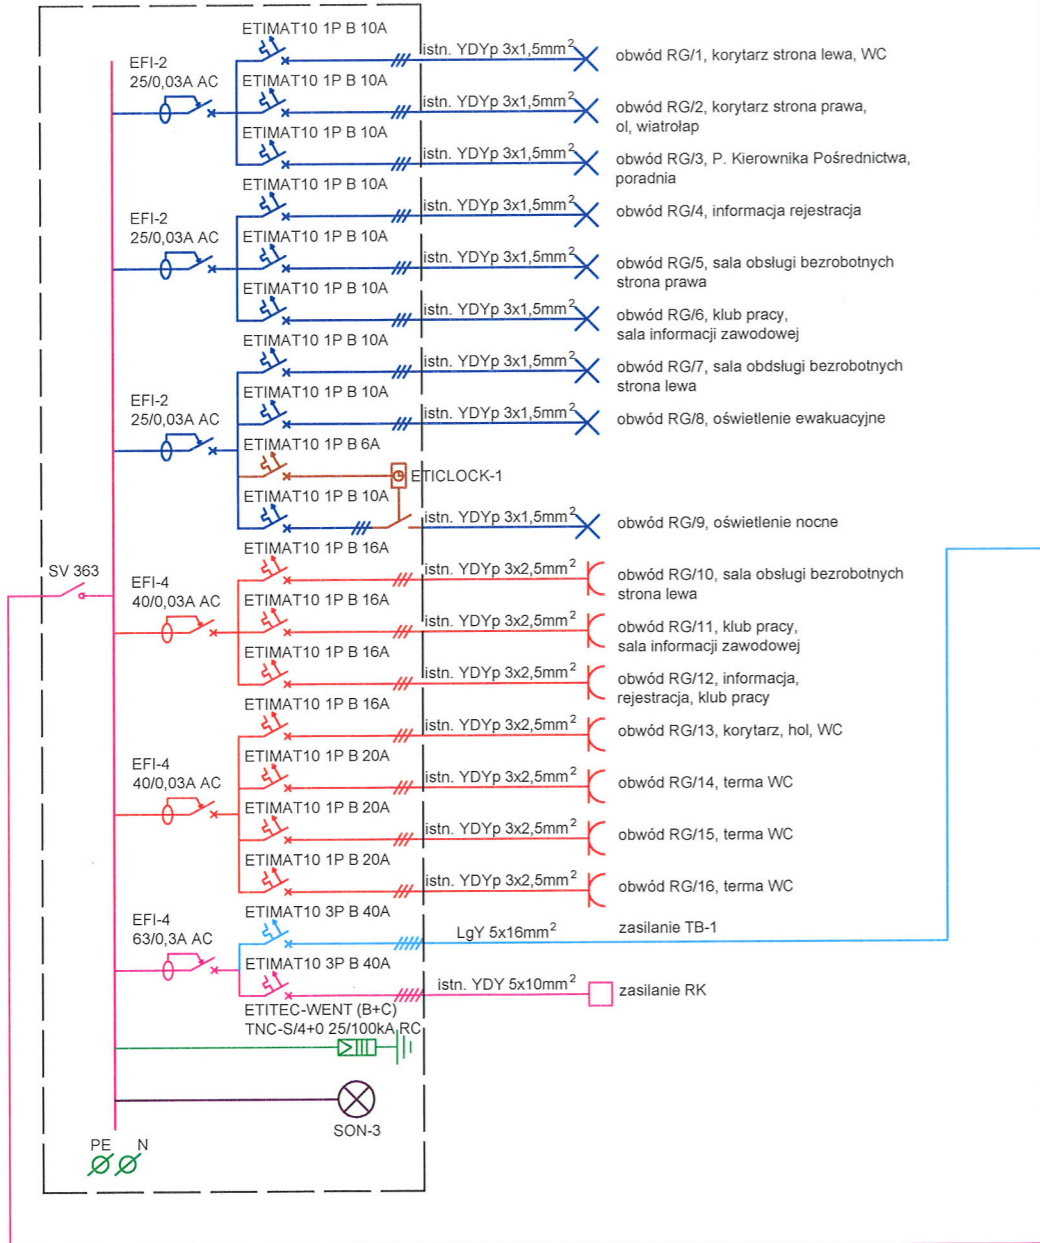 ETIMAT10 1P B 10A
istn. YDYp 3x1,5mm²
obwód RG/1, korytarz strona lewa, WC
EFI-2
25/0,03A AC
ETIMAT10 1P B 10A
istn. YDYp 3x1,5mm²
obwód RG/2, korytarz strona prawa,
ol, wiatrołap
ETIMAT10 1P B 10A
istn. YDYp 3x1,5mm²
obwód RG/3, P. Kierownika Pośrednictwa,
poradnia
ETIMAT10 1P B 10A
istn. YDYp 3x1,5mm²
obwód RG/4, informacja rejestracja
EFI-2
25/0,03A AC
ETIMAT10 1P B 10A
istn. YDYp 3x1,5mm²
obwód RG/5, sala obsługi bezrobotnych
strona prawa
ETIMAT10 1P B 10A
istn. YDYp 3x1,5mm²
obwód RG/6, klub pracy,
sala informacji zawodowej
ETIMAT10 1P B 10A
istn. YDYp 3x1,5mm²
obwód RG/7, sala obdsługi bezrobotnych
strona lewa
EFI-2
25/0,03A AC
ETIMAT10 1P B 10A
istn. YDYp 3x1,5mm²
obwód RG/8, oświetlenie ewakuacyjne
ETIMAT10 1P B 6A
ETICLOCK-1
ETIMAT10 1P B 10A
istn. YDYp 3x1,5mm²
obwód RG/9, oświetlenie nocne
SV 363
ETIMAT10 1P B 16A
istn. YDYp 3x2,5mm²
obwód RG/10, sala obsługi bezrobotnych
strona lewa
EFI-4
40/0,03A AC
ETIMAT10 1P B 16A
istn. YDYp 3x2,5mm²
obwód RG/11, klub pracy,
sala informacji zawodowej
ETIMAT10 1P B 16A
istn. YDYp 3x2,5mm²
obwód RG/12, informacja,
rejestracja, klub pracy
ETIMAT10 1P B 16A
istn. YDYp 3x2,5mm²
obwód RG/13, korytarz, hol, WC
EFI-4
40/0,03A AC
ETIMAT10 1P B 20A
istn. YDYp 3x2,5mm²
obwód RG/14, terma WC
ETIMAT10 1P B 20A
istn. YDYp 3x2,5mm²
obwód RG/15, terma WC
ETIMAT10 1P B 20A
istn. YDYp 3x2,5mm²
obwód RG/16, terma WC
EFI-4
63/0,3A AC
ETIMAT10 3P B 40A
LgY 5x16mm²
zasilanie TB-1
ETIMAT10 3P B 40A
istn. YDY 5x10mm²
zasilanie RK
ETITEC-WENT (B+C)
TNC-S/4+0 25/100kA RC
SON-3
PE N